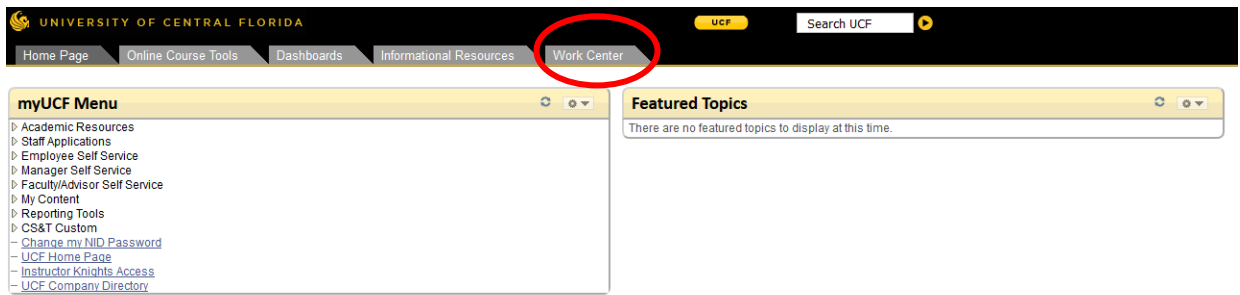 UNIVERSITY OF CENTRAL FLORIDA
UCF
Search UCF
Home Page
Online Course Tools
Dashboards
Informational Resources
Work Center
myUCF Menu
Academic Resources
Staff Applications
Employee Self Service
Manager Self Service
Faculty/Advisor Self Service
My Content
Reporting Tools
CS&T Custom
Change my NID Password
UCF Home Page
Instructor Knights Access
UCF Company Directory
Featured Topics
There are no featured topics to display at this time.